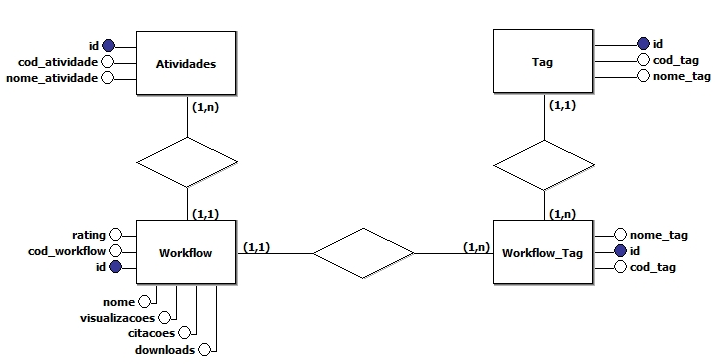 id
cod_atividade
nome_atividade
Atividades
(1,n)
Tag
id
cod_tag
nome_tag
(1,1)
(1,1)
rating
cod_workflow
id
Workflow
(1,1)
nome
visualizacoes
citacoes
downloads
(1,n)
(1,n)
Workflow_Tag
nome_tag
id
cod_tag